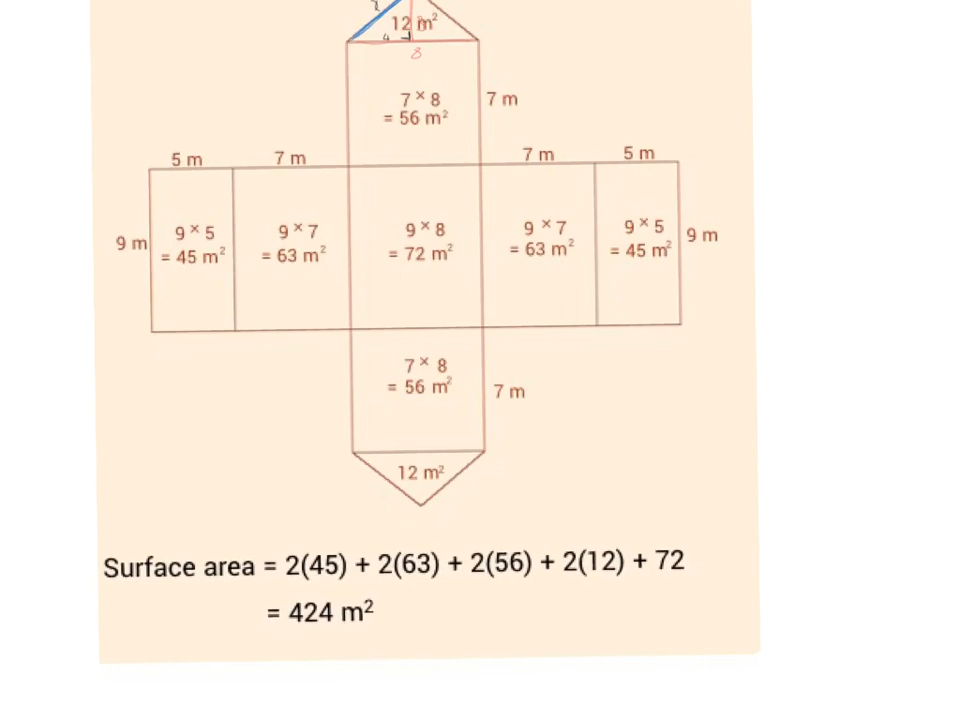 12 m²
4
8
7 × 8
= 56 m²
7 m
5 m
7 m
7 m
5 m
9 m
9 × 5
= 45 m²
9 × 7
= 63 m²
9 × 8
= 72 m²
9 × 7
= 63 m²
9 × 5
= 45 m²
9 m
7 × 8
= 56 m²
7 m
12 m²
Surface area = 2(45) + 2(63) + 2(56) + 2(12) + 72
= 424 m²